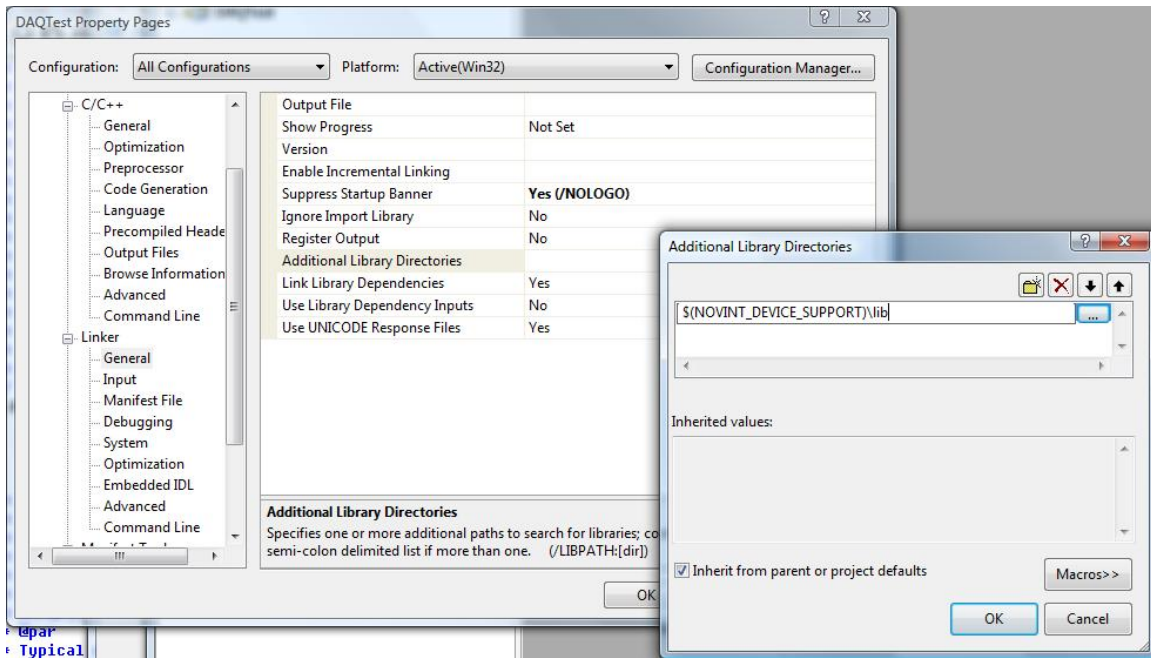 DAQTest Property Pages
Configuration: All Configurations Platform: Active(Win32) Configuration Manager...
C/C++
General
Optimization
Preprocessor
Code Generation
Language
Precompiled Heade
Output Files
Browse Information
Advanced
Command Line
Linker
General
Input
Manifest File
Debugging
System
Optimization
Embedded IDL
Advanced
Command Line
Output File
Show Progress Not Set
Version
Enable Incremental Linking
Suppress Startup Banner Yes (/NOLOGO)
Ignore Import Library No
Register Output No
Additional Library Directories
Link Library Dependencies Yes
Use Library Dependency Inputs No
Use UNICODE Response Files Yes
Additional Library Directories
Specifies one or more additional paths to search for libraries; co
semi-colon delimited list if more than one. (/LIBPATH:[dir])
OK
Additional Library Directories
$(NOVINT_DEVICE_SUPPORT)\lib
...
Inherited values:
Inherit from parent or project defaults
Macros>>
OK Cancel
* @par
* Typical